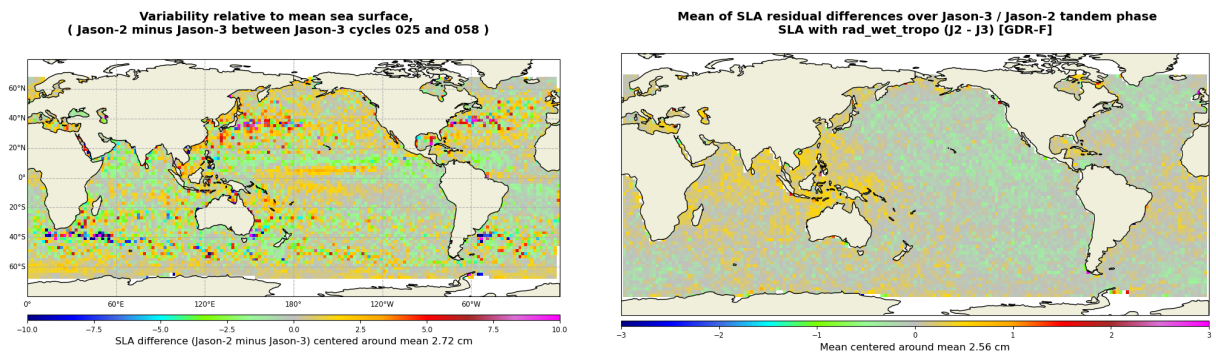 Variability relative to mean sea surface,
( Jason-2 minus Jason-3 between Jason-3 cycles 025 and 058 )
60°N
40°N
20°N
0°
20°S
40°S
60°S
0°
60°E
120°E
180°
120°W
60°W
−10.0
−7.5
−5.0
−2.5
0.0
2.5
5.0
7.5
10.0
SLA difference (Jason-2 minus Jason-3) centered around mean 2.72 cm
Mean of SLA residual differences over Jason-3 / Jason-2 tandem phase
SLA with rad_wet_tropo (J2 - J3) [GDR-F]
−3
−2
−1
0
1
2
3
Mean centered around mean 2.56 cm